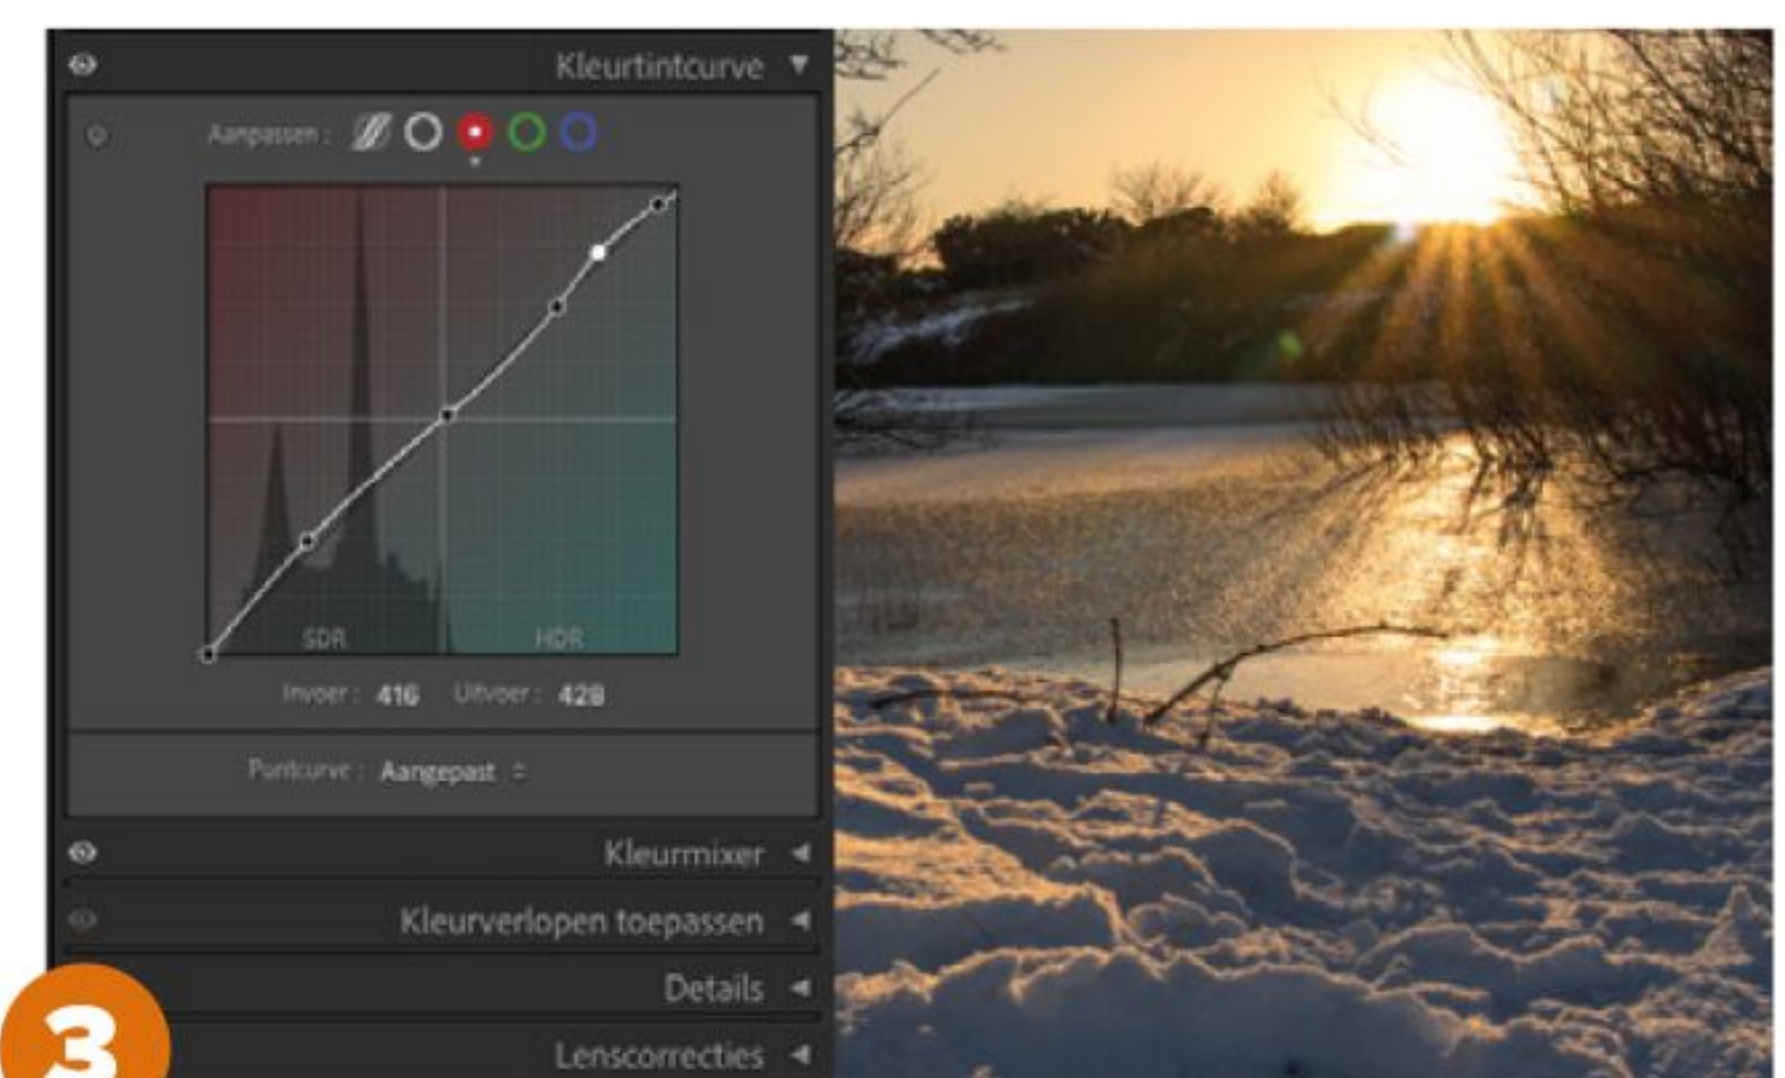 Kleurtintcurve
Aanpassen :
SDR HDR
Invoer : 416 Uitvoer : 428
Puntcurve : Aangepast
Kleurmixer
Kleurverlopen toepassen
Details
Lenscorrecties
3